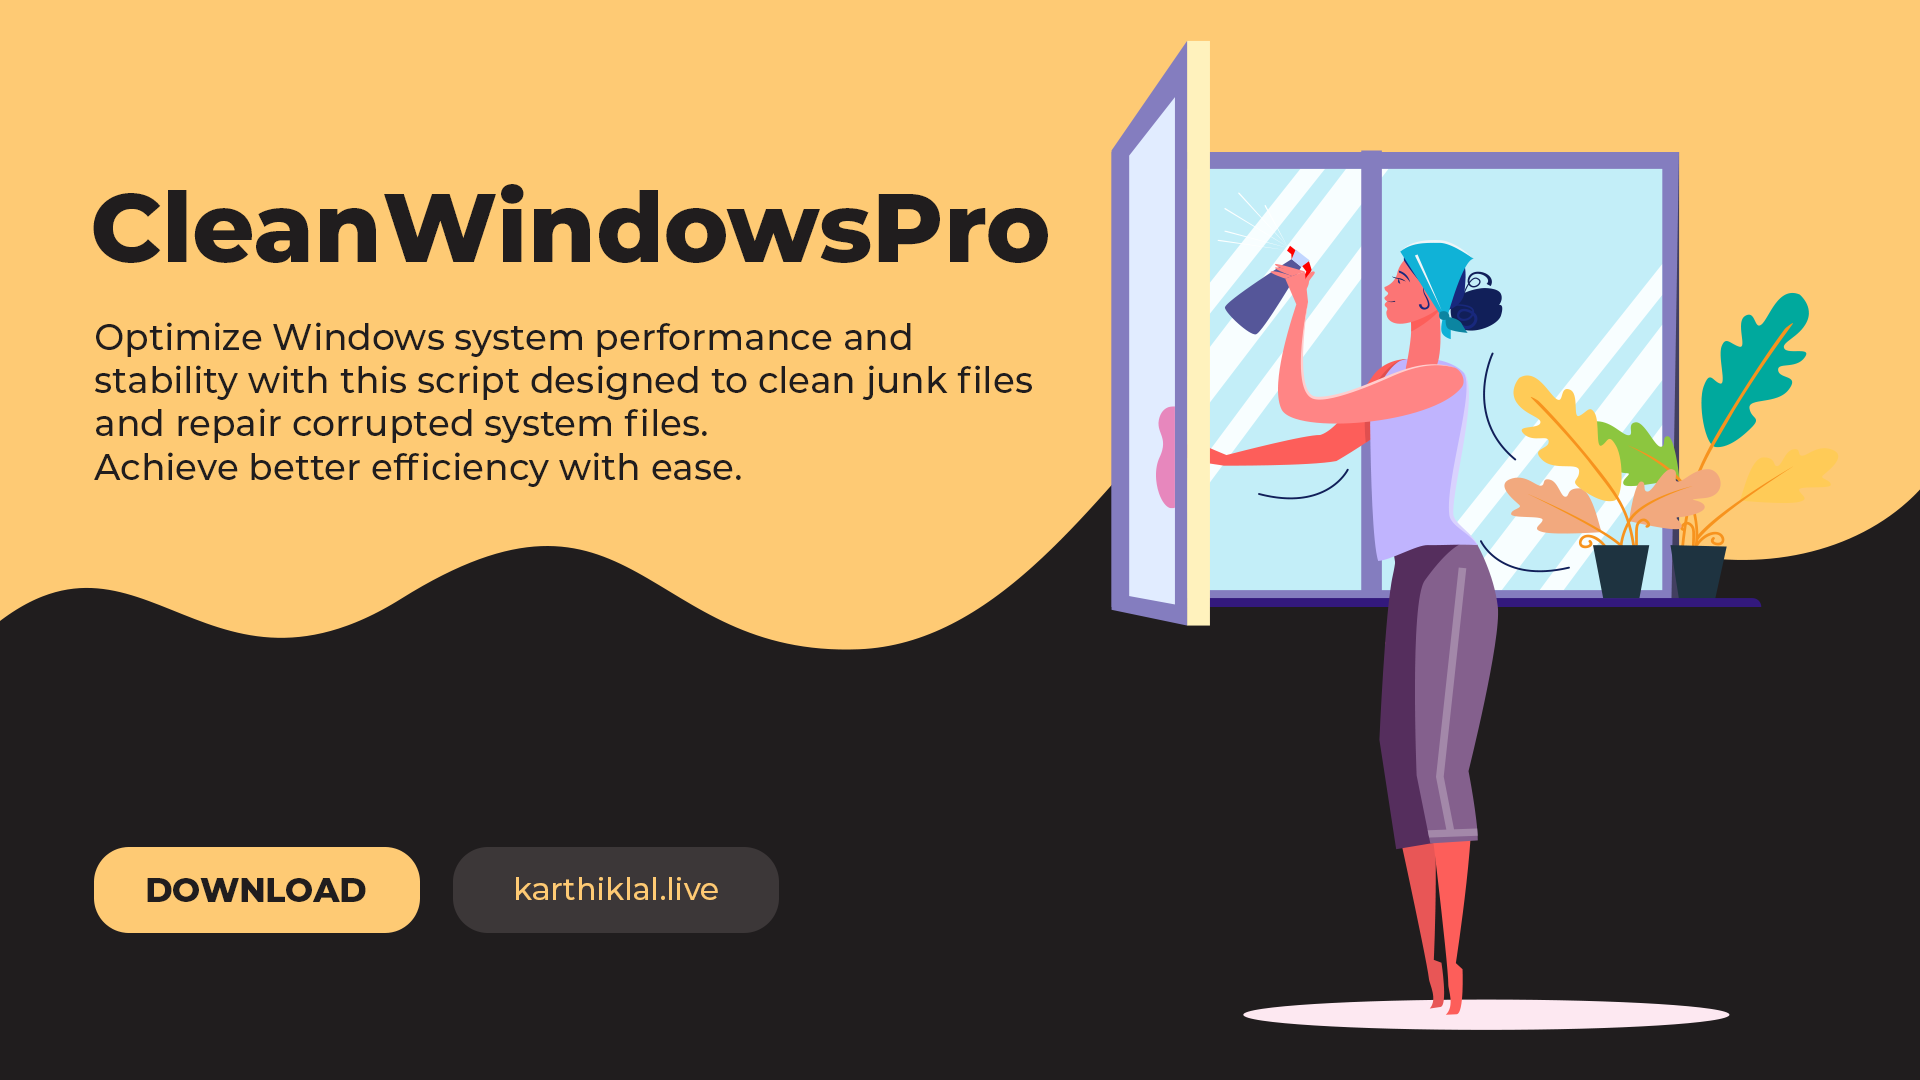 CleanWindowsPro
Optimize Windows system performance and
stability with this script designed to clean junk files
and repair corrupted system files.
Achieve better efficiency with ease.
DOWNLOAD
karthiklal.live